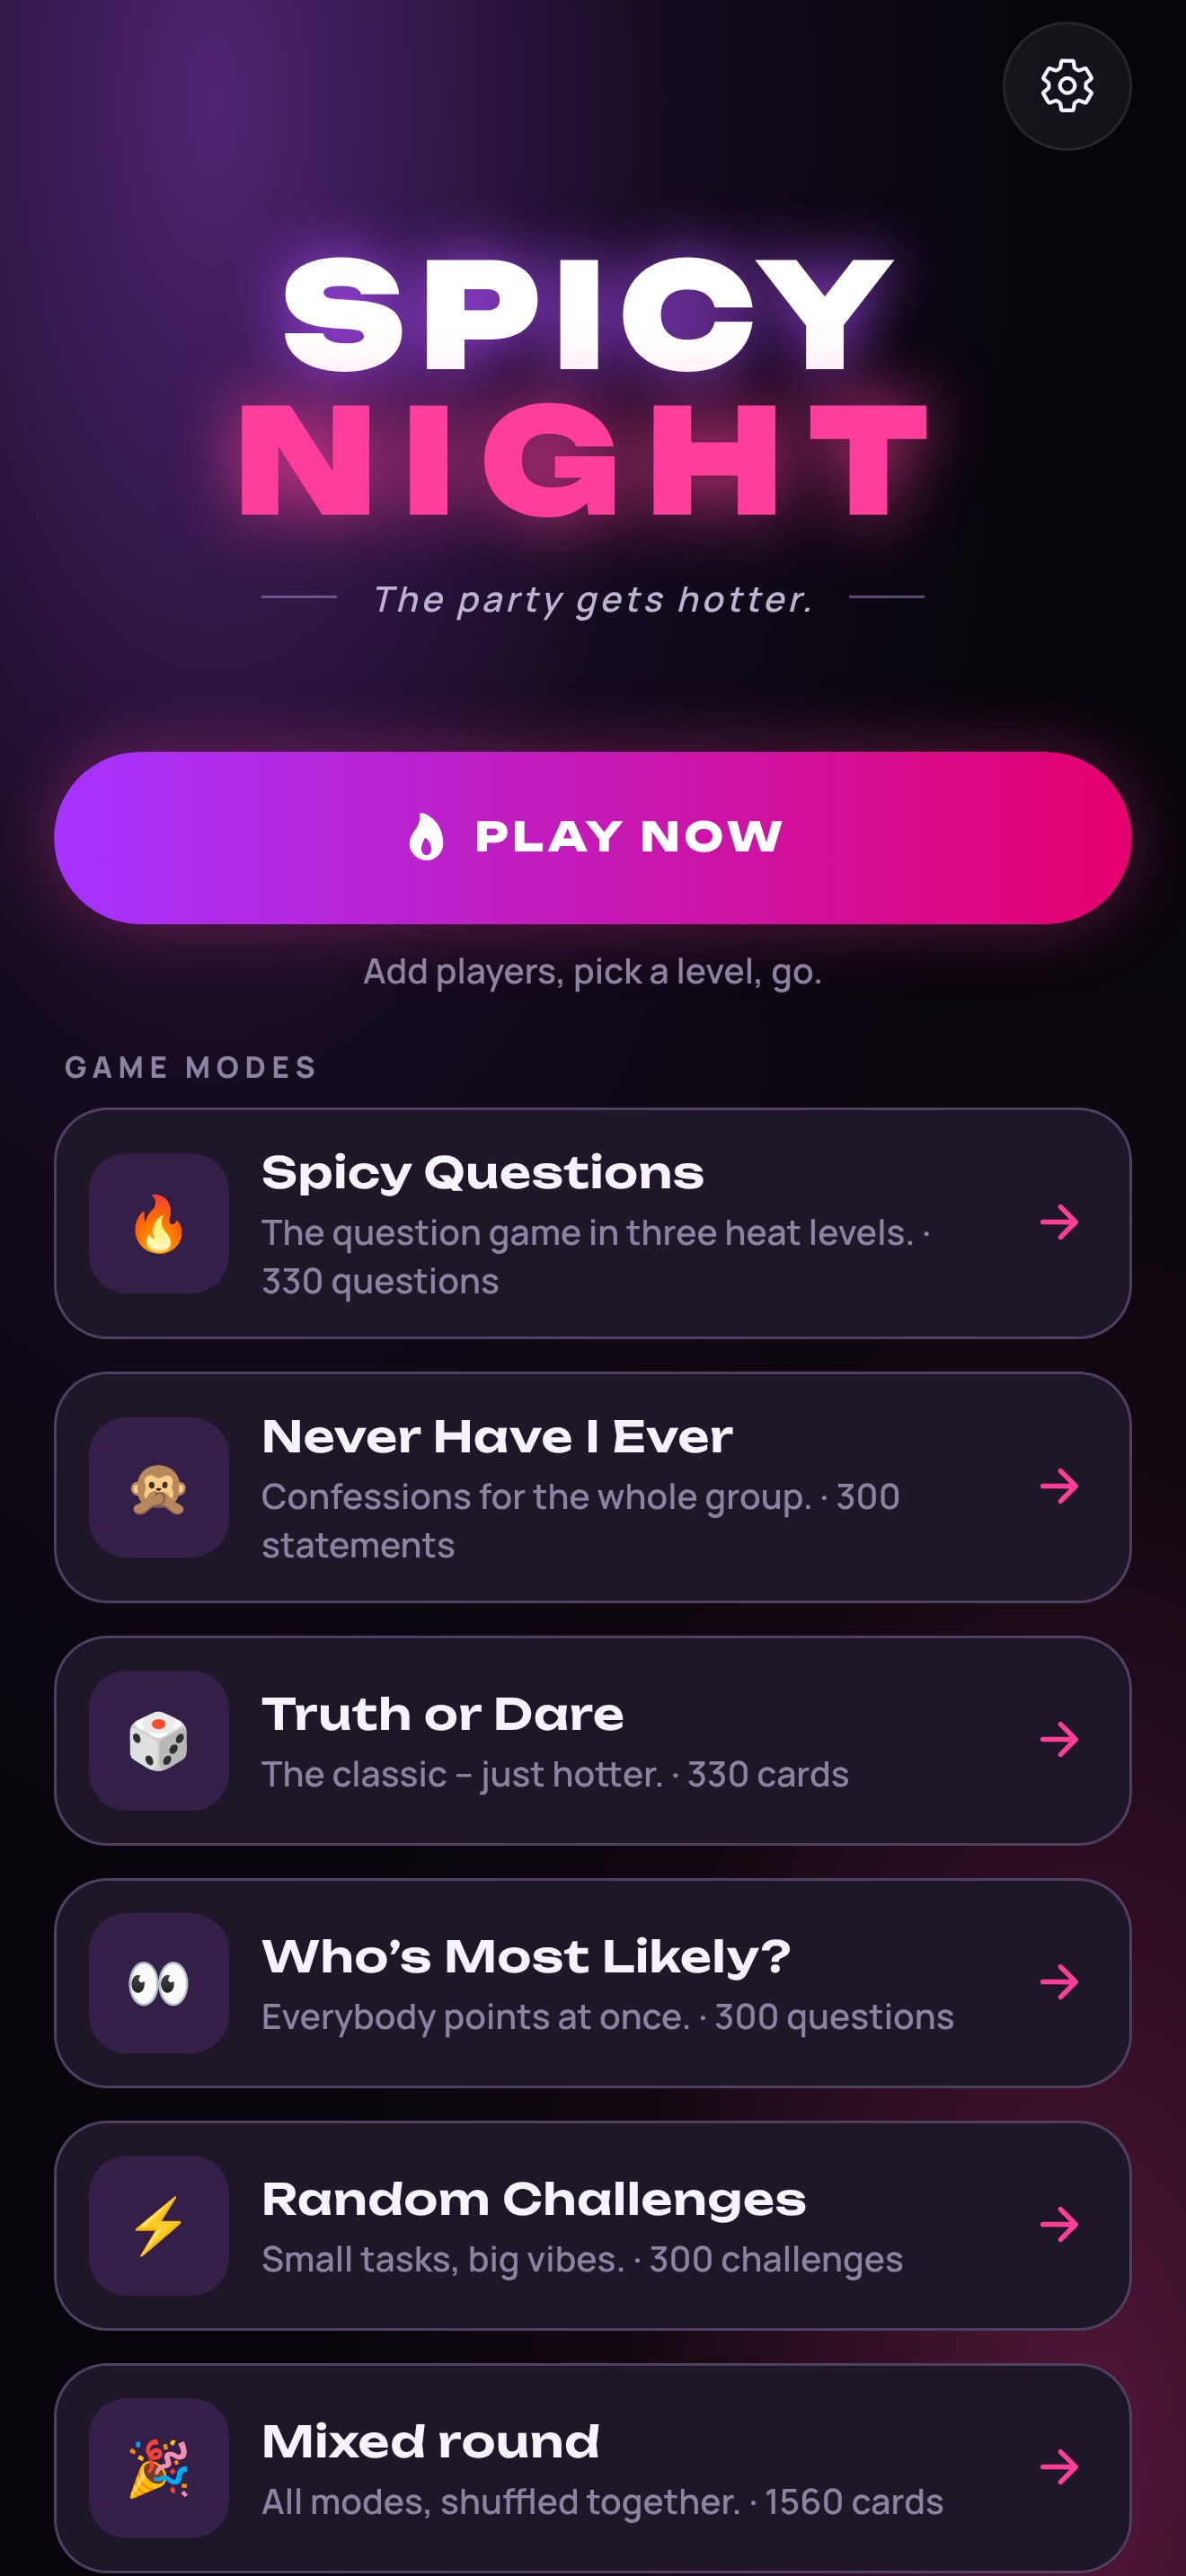 SPICY
NIGHT
The party gets hotter.
PLAY NOW
Add players, pick a level, go.
GAME MODES
Spicy Questions
The question game in three heat levels. ·
330 questions
Never Have I Ever
Confessions for the whole group. · 300
statements
Truth or Dare
The classic – just hotter. · 330 cards
Who’s Most Likely?
Everybody points at once. · 300 questions
Random Challenges
Small tasks, big vibes. · 300 challenges
Mixed round
All modes, shuffled together. · 1560 cards